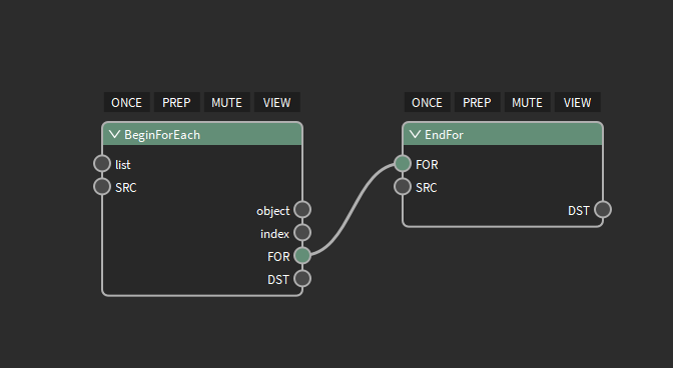 ONCE PREP MUTE VIEW
BeginForEach
list
SRC
object
index
FOR
DST
ONCE PREP MUTE VIEW
EndFor
FOR
SRC
DST